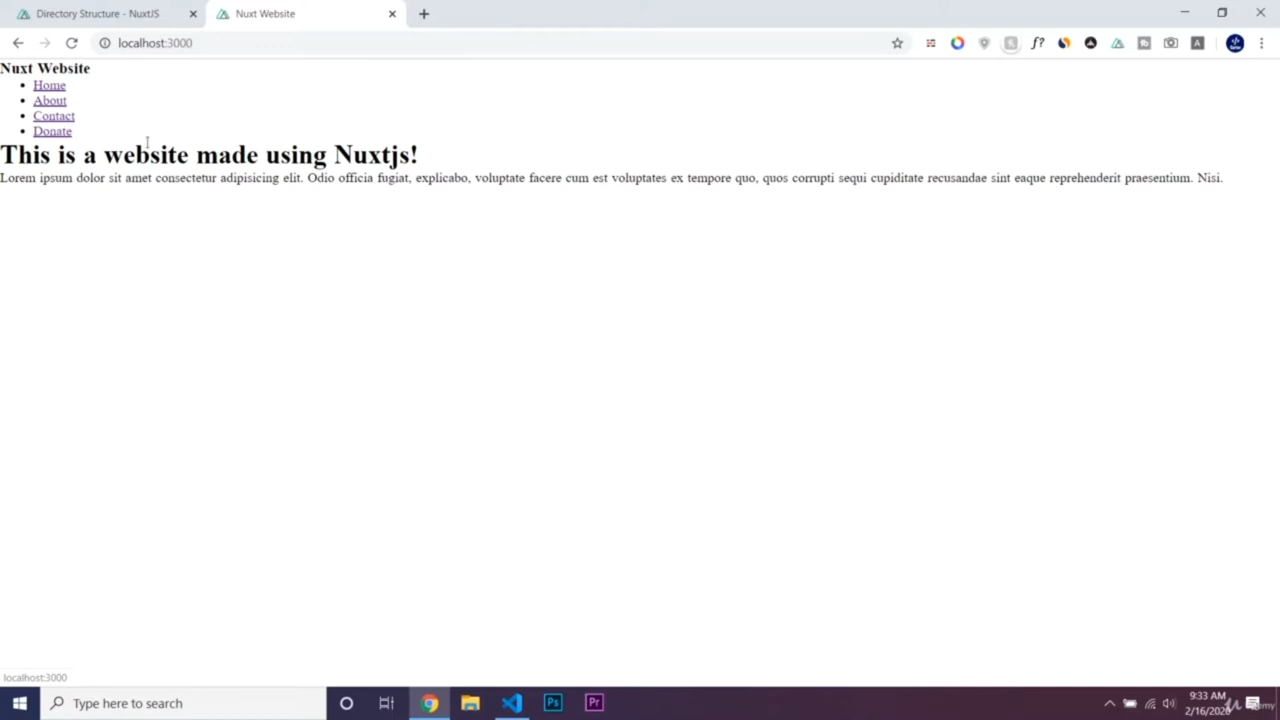 Directory Structure - NuxtJS
Nuxt Website
localhost:3000
f?
A
Nuxt Website
Home
About
Contact
Donate
This is a website made using Nuxtjs!
Lorem ipsum dolor sit amet consectetur adipisicing elit. Odio officia fugiat, explicabo, voluptate facere cum est voluptates ex tempore quo, quos corrupti sequi cupiditate recusandae sint eaque reprehenderit praesentium. Nisi.
localhost:3000
Type here to search
Ps
Pr
9:33 AM
2/16/2020